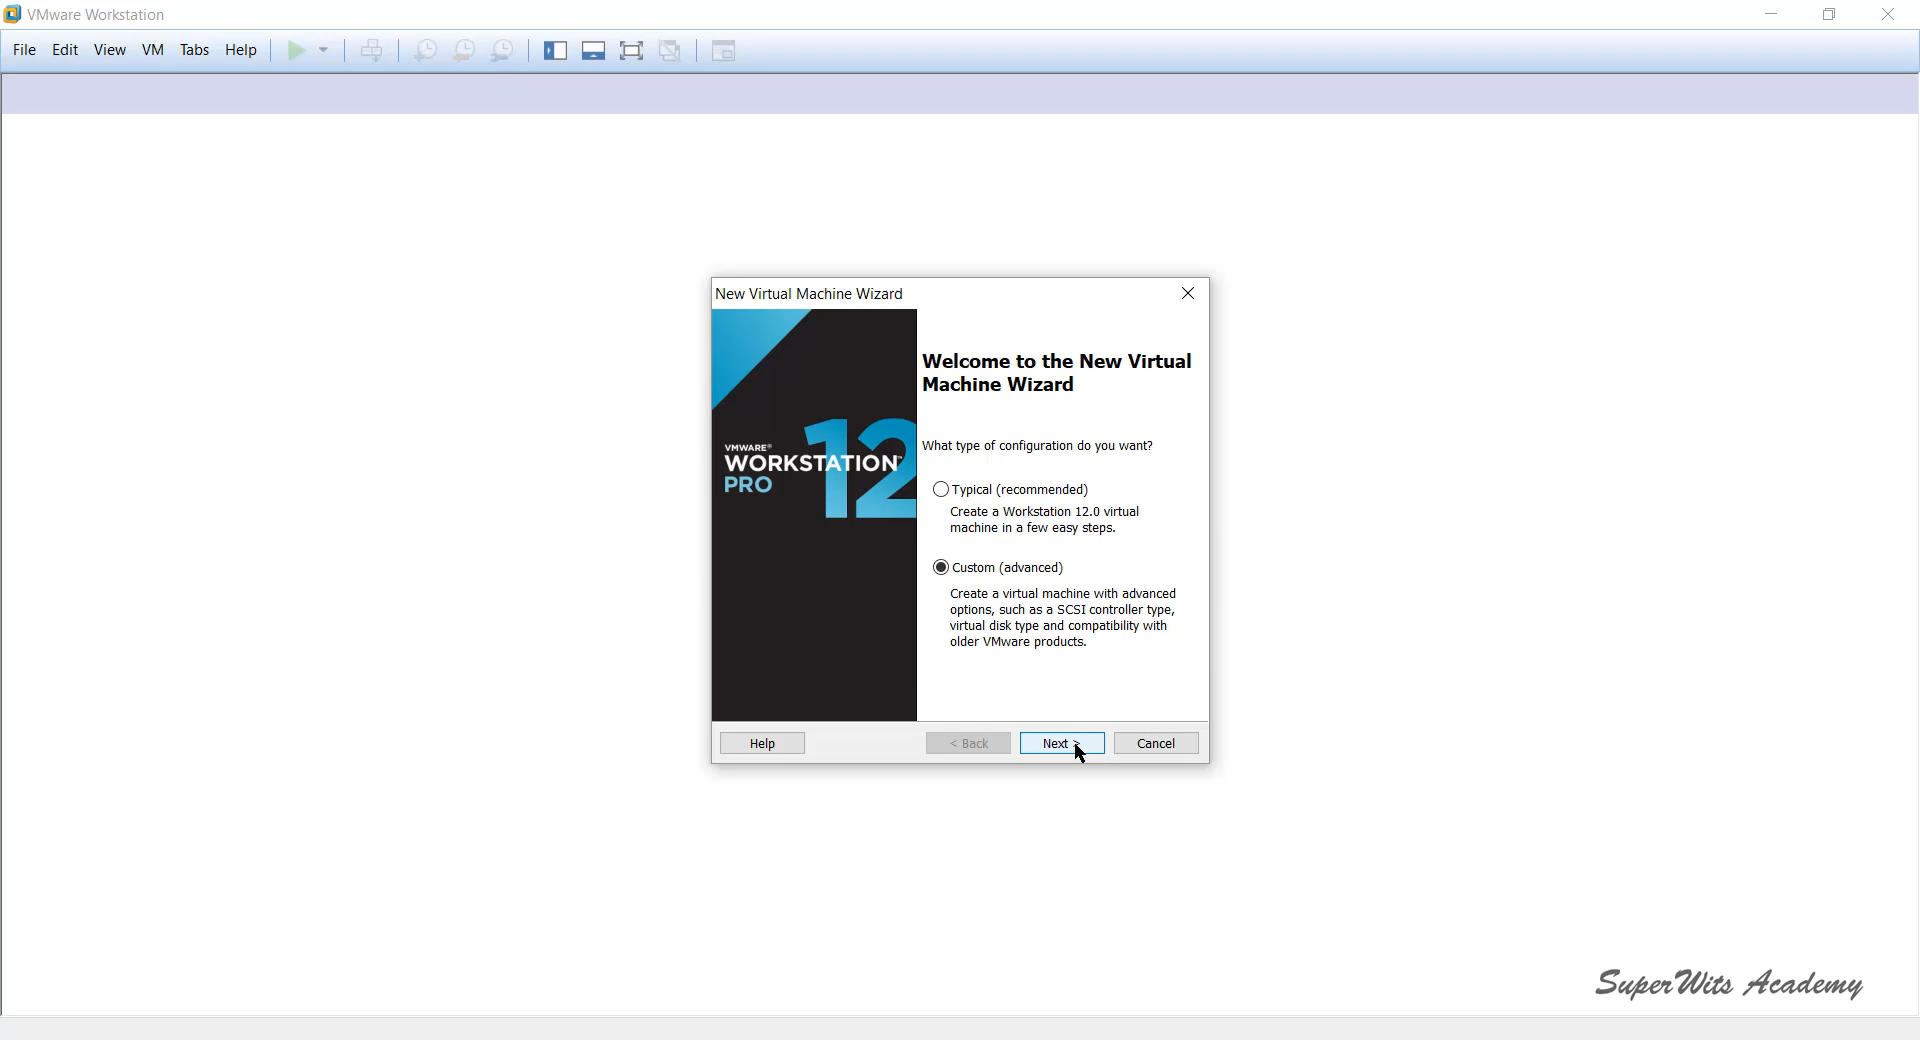 VMware Workstation
File Edit View VM Tabs Help
New Virtual Machine Wizard
VMWARE®
WORKSTATION™
PRO
12
Welcome to the New Virtual
Machine Wizard
What type of configuration do you want?
Typical (recommended)
Create a Workstation 12.0 virtual
machine in a few easy steps.
Custom (advanced)
Create a virtual machine with advanced
options, such as a SCSI controller type,
virtual disk type and compatibility with
older VMware products.
Help < Back Next > Cancel
SuperWits Academy